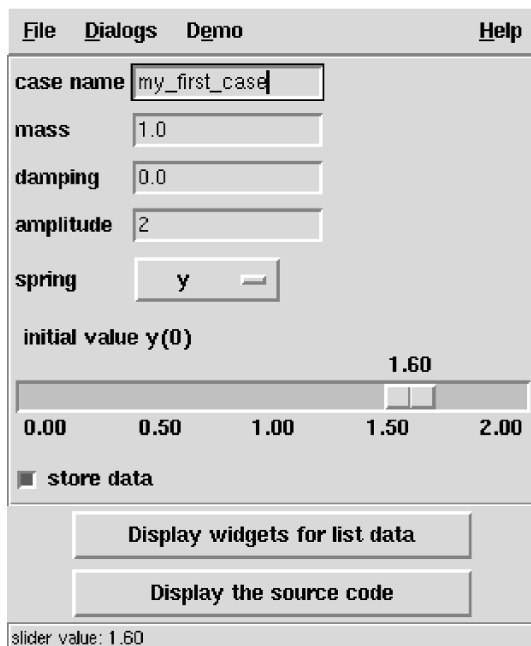 File Dialogs Demo Help
case name my_first_case
mass 1.0
damping 0.0
amplitude 2
spring y
initial value y(0)
1.60
0.00 0.50 1.00 1.50 2.00
store data
Display widgets for list data
Display the source code
slider value: 1.60